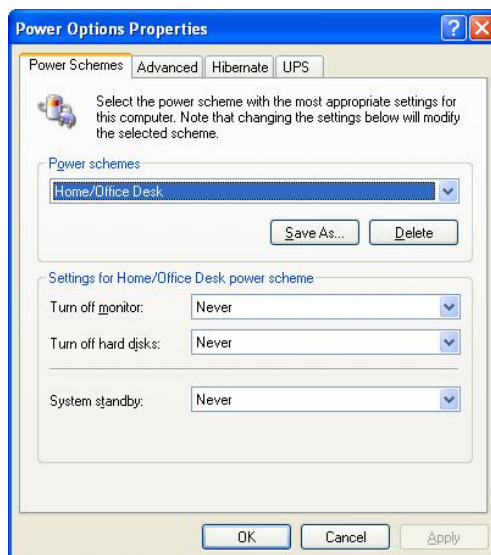 Power Options Properties
Power Schemes Advanced Hibernate UPS
Select the power scheme with the most appropriate settings for
this computer. Note that changing the settings below will modify
the selected scheme.
Power schemes
Home/Office Desk
Save As... Delete
Settings for Home/Office Desk power scheme
Turn off monitor: Never
Turn off hard disks: Never
System standby: Never
OK Cancel Apply